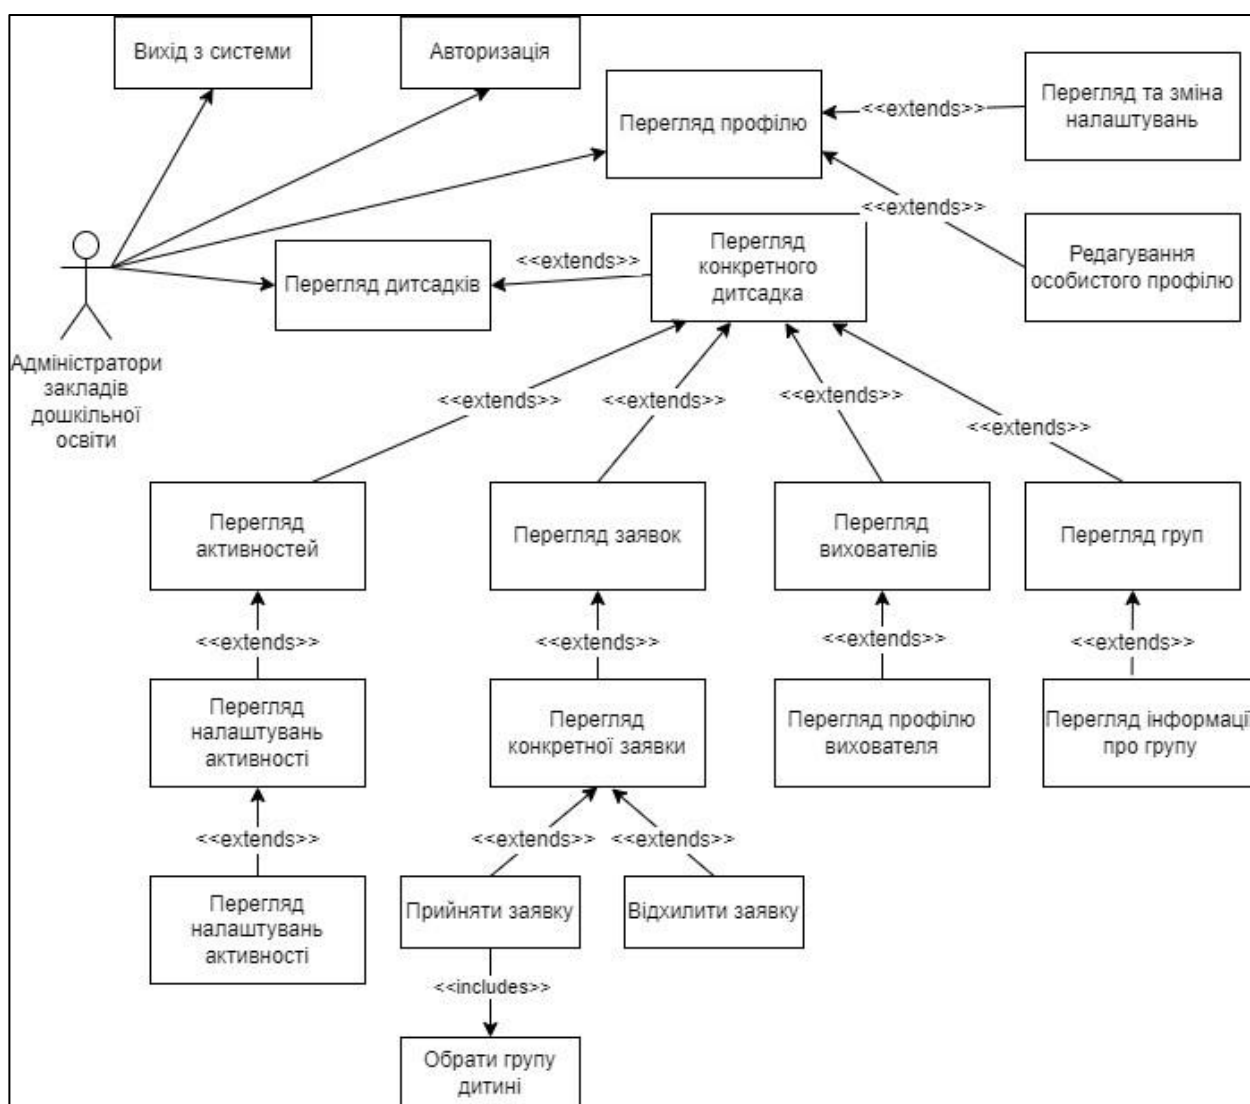 Вихід з системи
Авторизація
Перегляд профілю
<<extends>>
Перегляд та зміна
налаштувань
<<extends>>
Редагування
особистого профілю
Перегляд дитсадків
<<extends>>
Перегляд
конкретного
дитсадка
Адміністратори
закладів
дошкільної
освіти
<<extends>>
<<extends>>
<<extends>>
<<extends>>
Перегляд
активностей
Перегляд заявок
Перегляд
вихователів
Перегляд груп
<<extends>>
<<extends>>
<<extends>>
<<extends>>
Перегляд
налаштувань
активності
Перегляд
конкретної заявки
Перегляд профілю
вихователя
Перегляд інформації
про групу
<<extends>>
<<extends>>
<<extends>>
Перегляд
налаштувань
активності
Прийняти заявку
Відхилити заявку
<<includes>>
Обрати групу
дитині